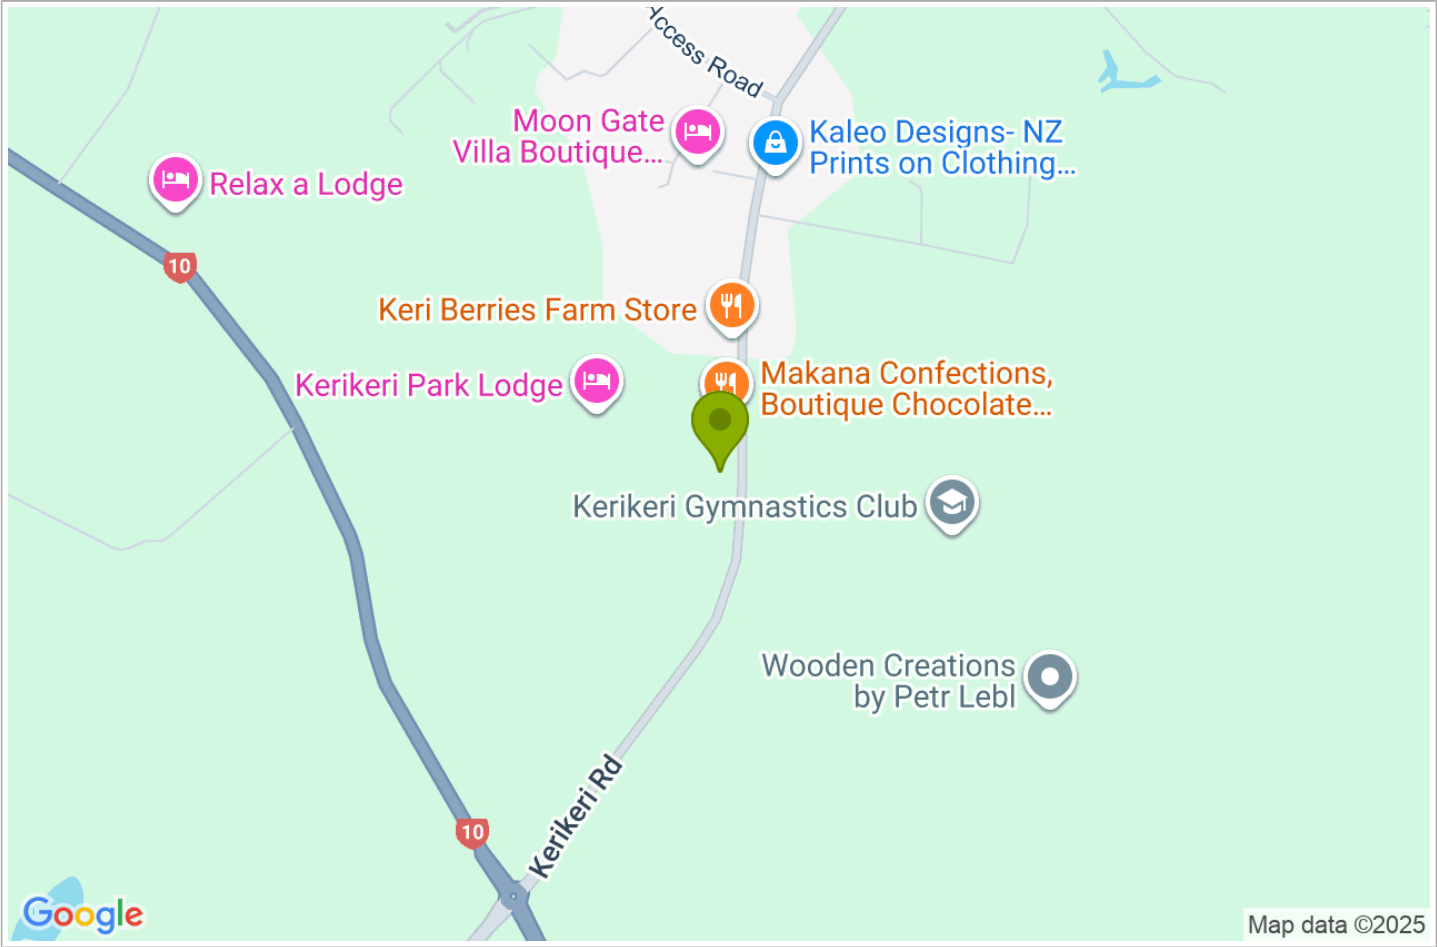 Access Road
Moon Gate
Villa Boutique...
Kaleo Designs- NZ
Prints on Clothing...
Relax a Lodge
10
Keri Berries Farm Store
Kerikeri Park Lodge
Makana Confections,
Boutique Chocolate...
Kerikeri Gymnastics Club
Wooden Creations
by Petr Lebl
Kerikeri Rd
10
Google
Map data ©2025